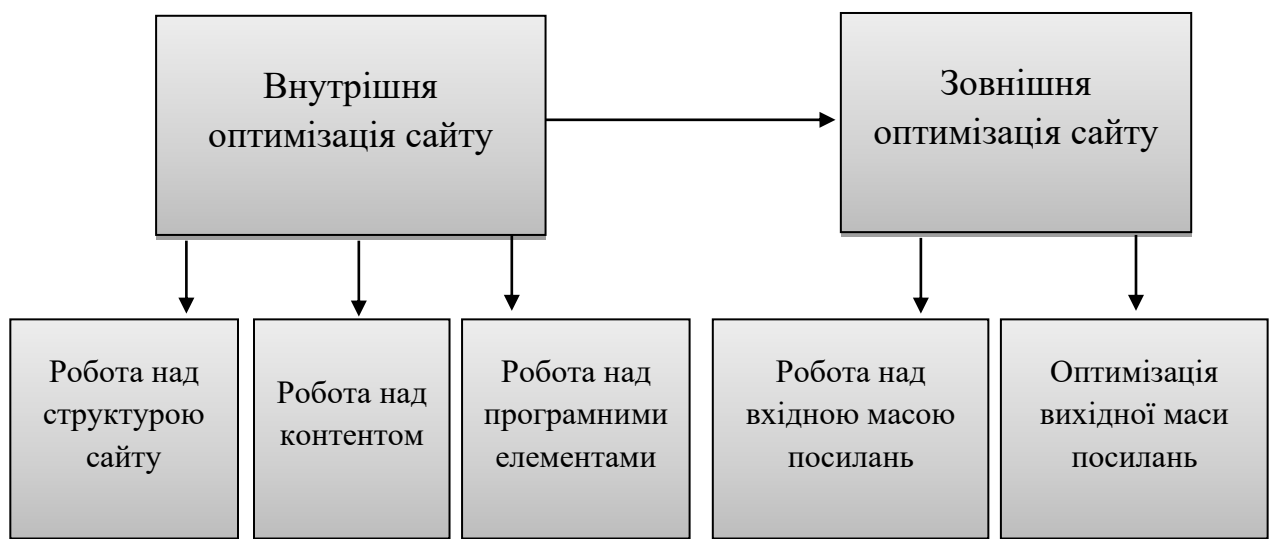 Внутрішня
оптимізація сайту
Зовнішня
оптимізація сайту
Робота над
структурою
сайту
Робота над
контентом
Робота над
програмними
елементами
Робота над
вхідною масою
посилань
Оптимізація
вихідної маси
посилань